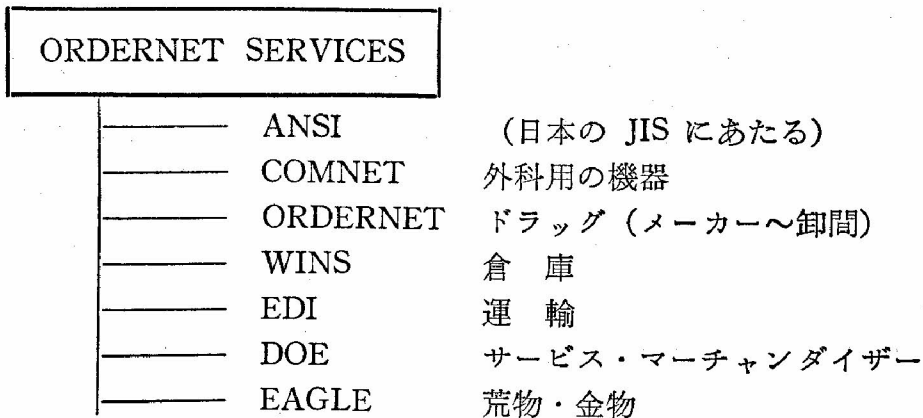 ORDERNET SERVICES
ANSI (日本の JIS にあたる)
COMNET 外科用の機器
ORDERNET ドラッグ (メーカー〜卸間)
WINS 倉 庫
EDI 運 輸
DOE サービス・マーチャンダイザー
EAGLE 荒物・金物